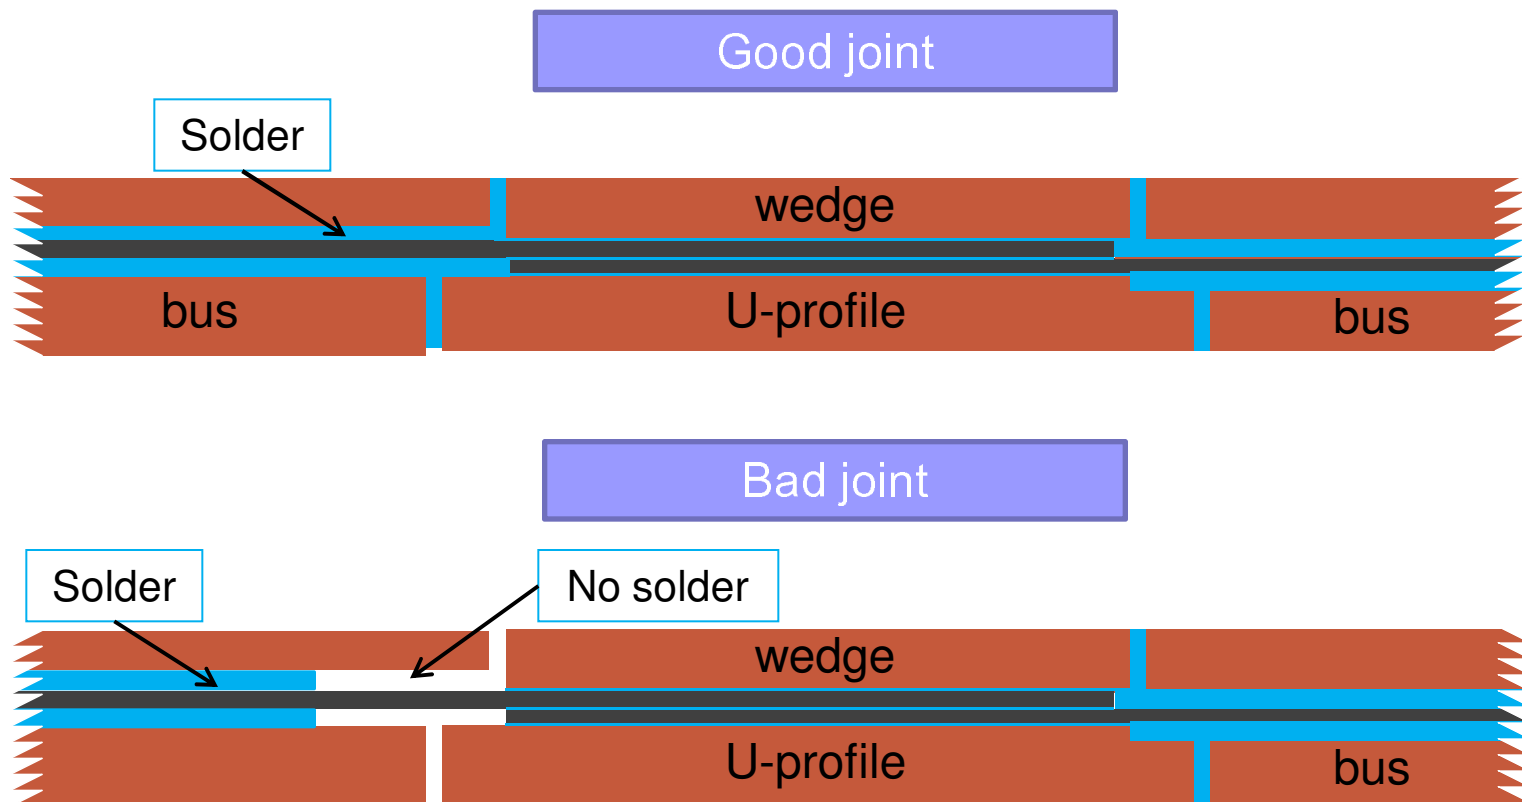 Good joint
Solder
wedge
bus
U-profile
bus
Bad joint
Solder
No solder
wedge
U-profile
bus